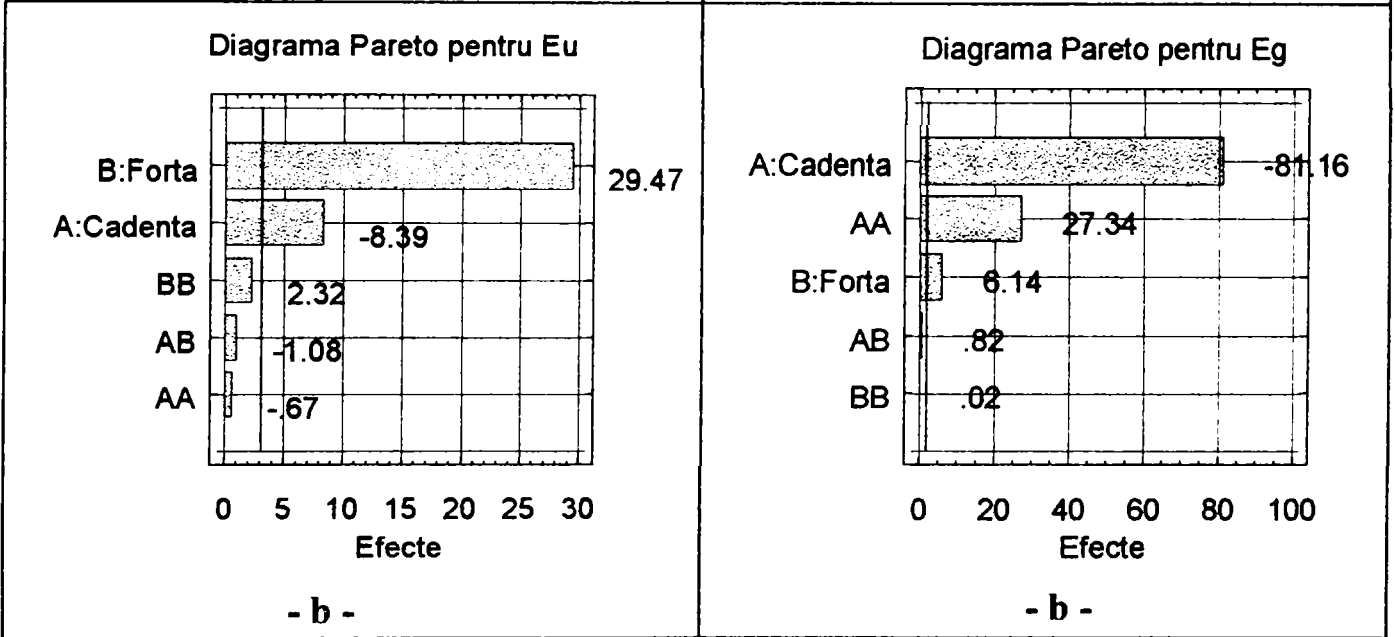 Diagrama Pareto pentru Eu
B:Forta
29.47
A:Cadenta
-8.39
BB
2.32
AB
-1.08
AA
-.67
0 5 10 15 20 25 30
Efecte
- b -
Diagrama Pareto pentru Eg
A:Cadenta
-81.16
AA
27.34
B:Forta
6.14
AB
.82
BB
.02
0 20 40 60 80 100
Efecte
- b -